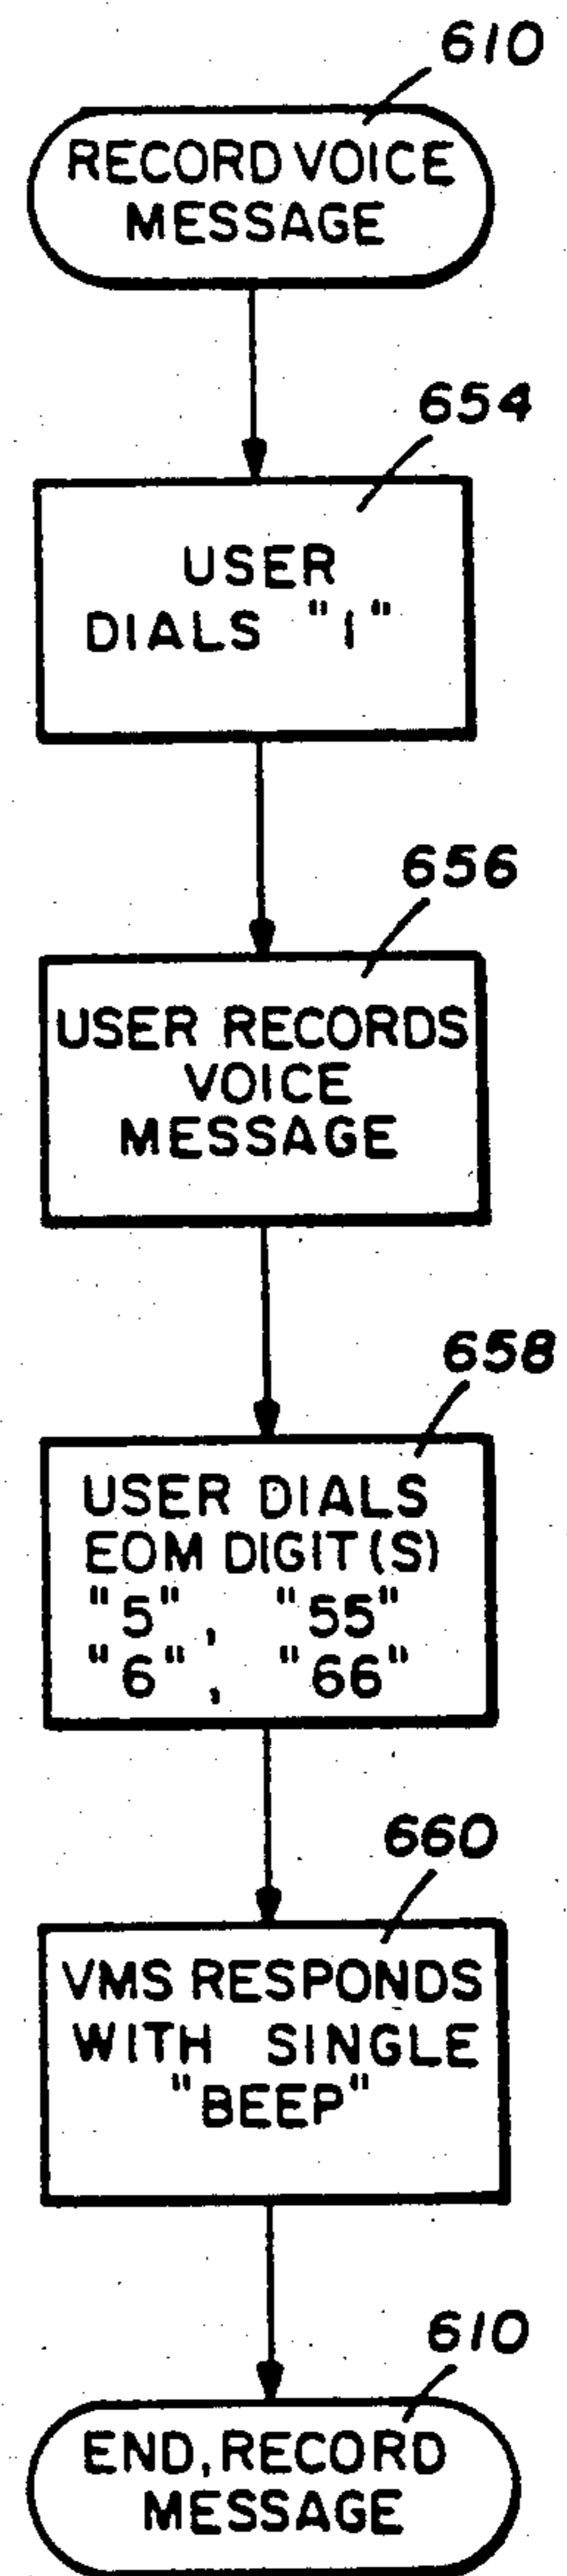 610
RECORD VOICE
MESSAGE
654
USER
DIALS "1"
656
USER RECORDS
VOICE
MESSAGE
658
USER DIALS
EOM DIGIT(S)
"5", "55"
"6", "66"
660
VMS RESPONDS
WITH SINGLE
"BEEP"
610
END, RECORD
MESSAGE